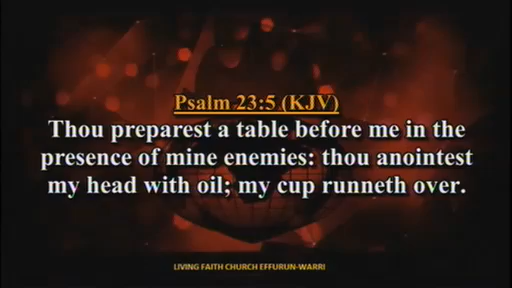 Psalm 23:5 (KJV)
Thou preparest a table before me in the
presence of mine enemies: thou anointest
my head with oil; my cup runneth over.
LIVING FAITH CHURCH EFFURUN-WARRI